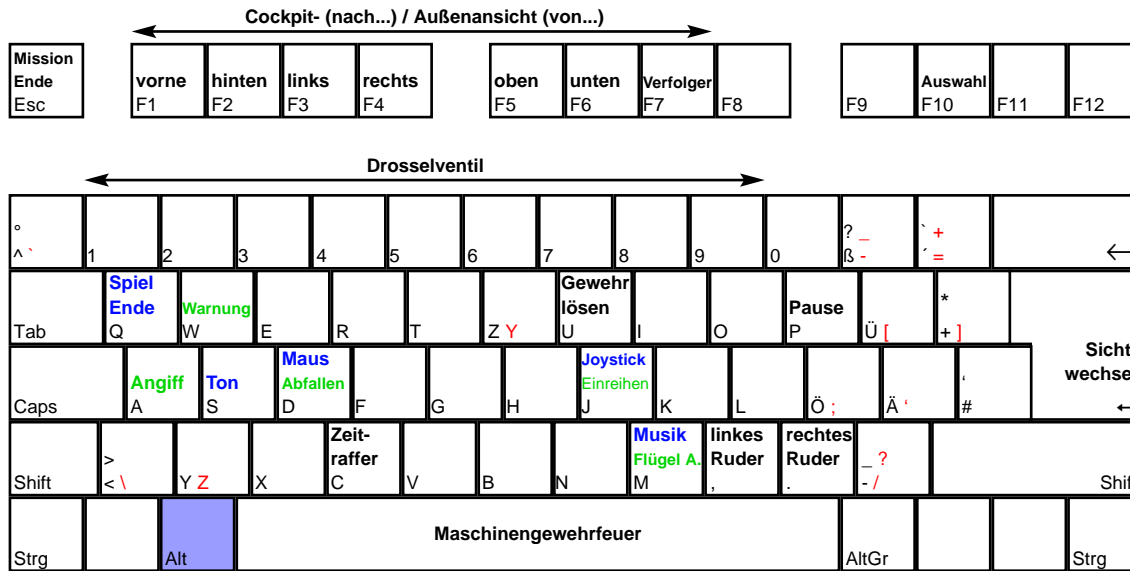 Cockpit- (nach...) / Außenansicht (von...)
Mission
Ende
Esc
vorne
F1
hinten
F2
links
F3
rechts
F4
oben
F5
unten
F6
Verfolger
F7
F8
F9
Auswahl
F10
F11
F12
Drosselventil
°
^ `
1
2
3
4
5
6
7
8
9
0
? _
ß -
` +
´ =
←
Tab
Spiel
Ende
Q
Warnung
W
E
R
T
Z Y
Gewehr
lösen
U
I
O
Pause
P
Ü [
*
+ ]
Sicht
wechse
Caps
Angiff
A
Ton
S
Maus
Abfallen
D
F
G
H
Joystick
Einreihen
J
K
L
Ö ;
Ä ‘
‘
#
Shift
>
< \
Y Z
X
Zeit-
raffer
C
V
B
N
Musik
Flügel A.
M
linkes
Ruder
,
rechtes
Ruder
.
_ ?
- /
Shif
Strg
Alt
Maschinengewehrfeuer
AltGr
Strg